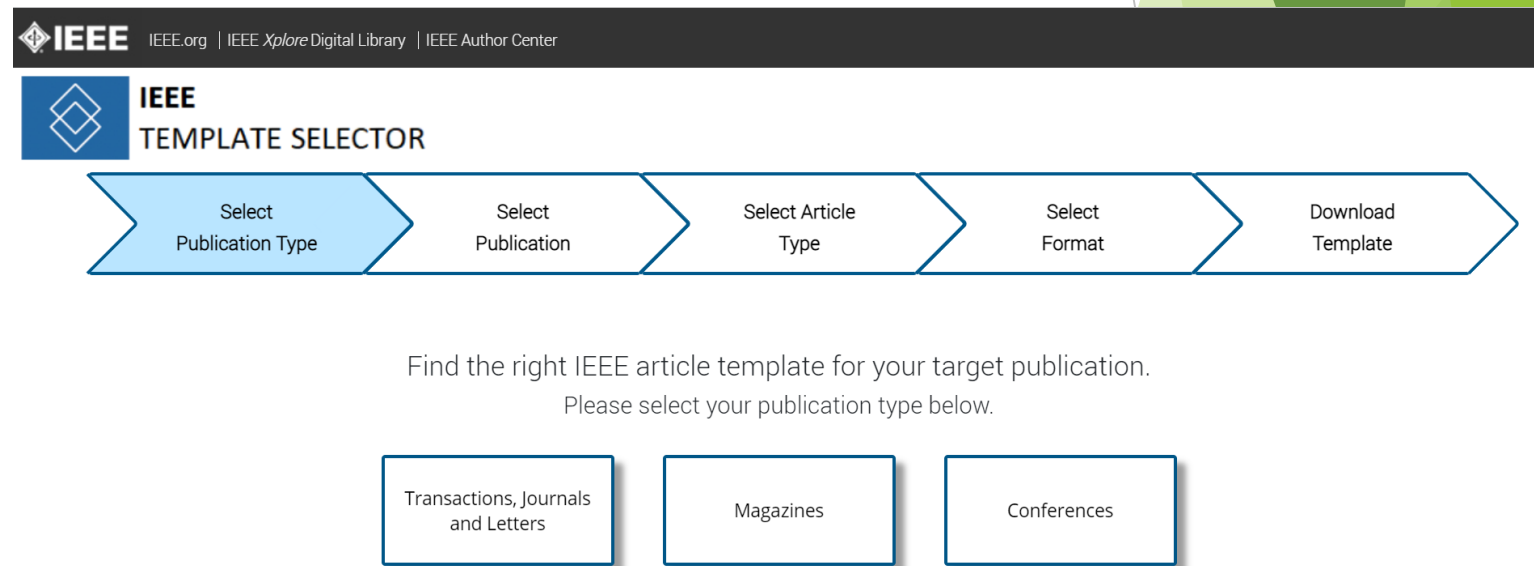 IEEE IEEE.org | IEEE Xplore Digital Library | IEEE Author Center
IEEE
TEMPLATE SELECTOR
Select
Publication Type
Select
Publication
Select Article
Type
Select
Format
Download
Template
Find the right IEEE article template for your target publication.
Please select your publication type below.
Transactions, Journals
and Letters
Magazines
Conferences